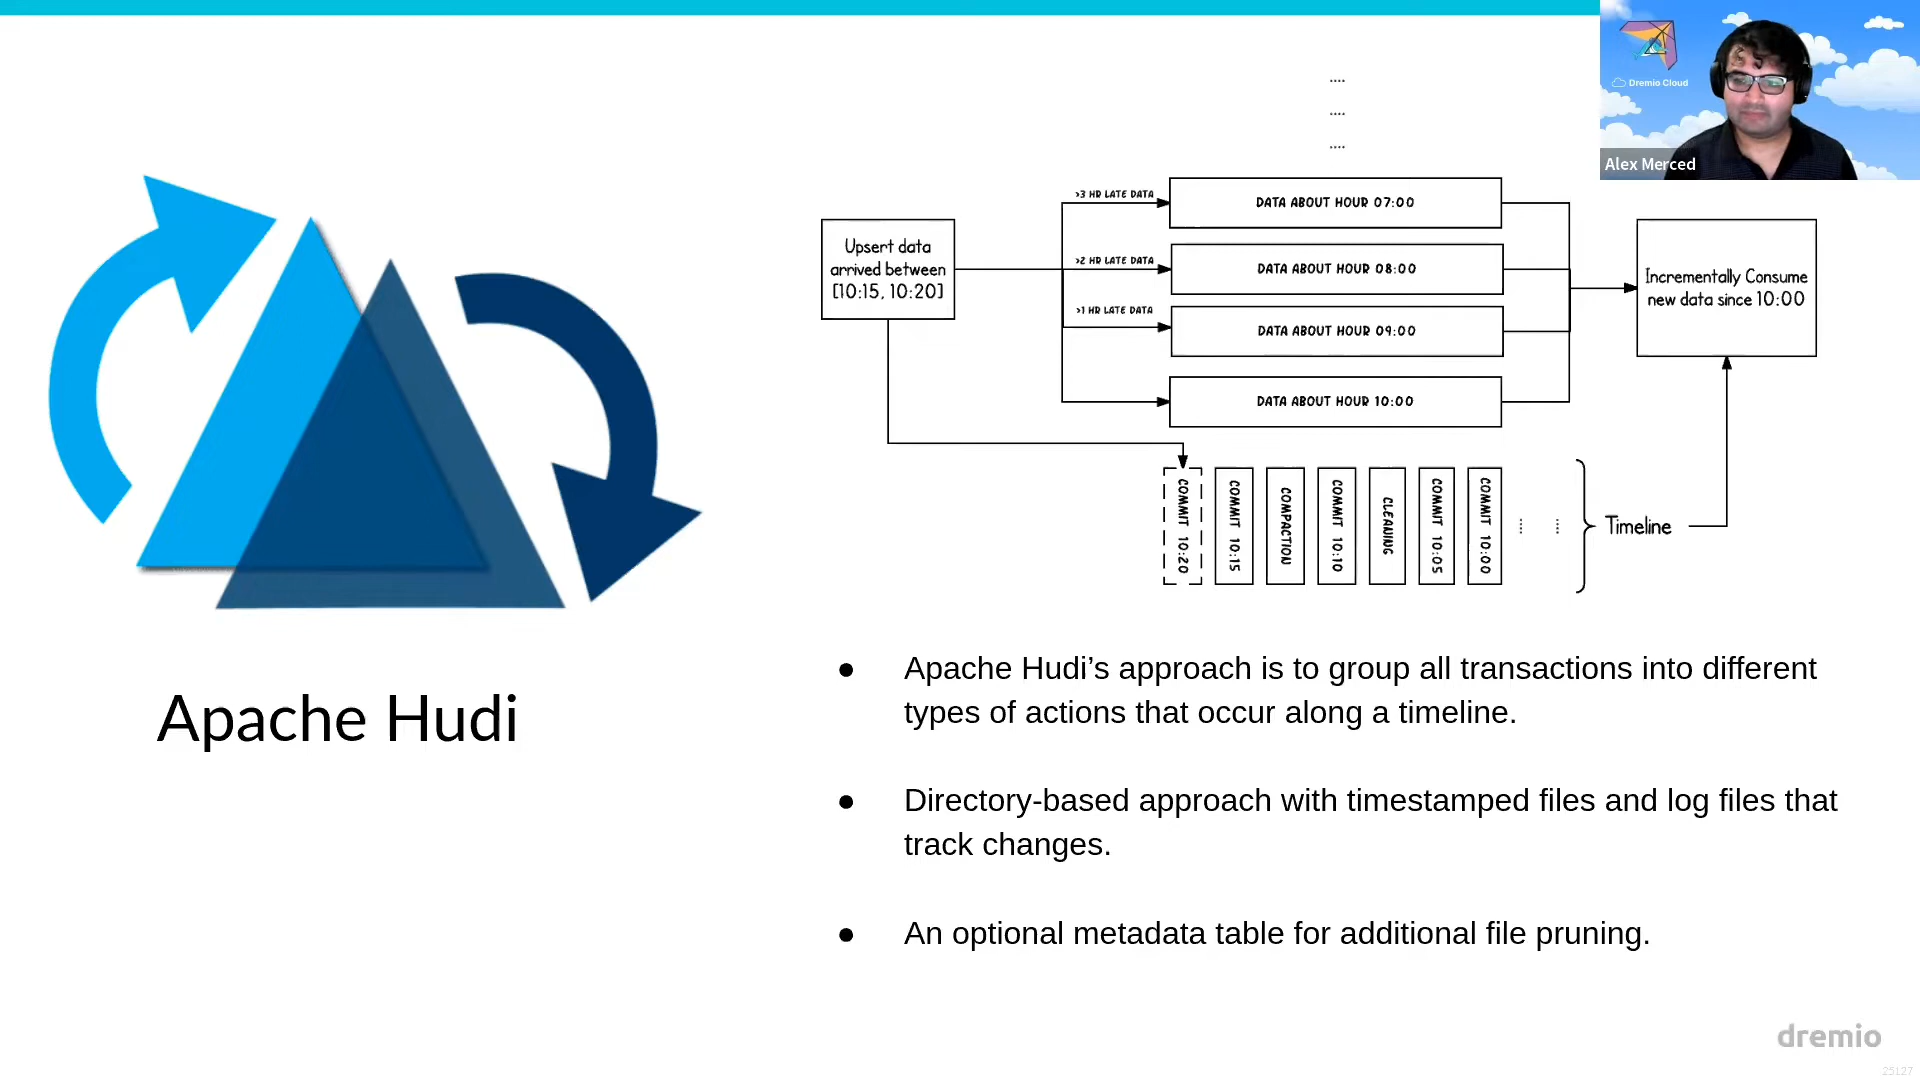 Dremio Cloud
Alex Merced
....
....
....
>3 HR LATE DATA
DATA ABOUT HOUR 07:00
Upsert data
arrived between
[10:15, 10:20]
>2 HR LATE DATA
DATA ABOUT HOUR 08:00
Incrementally Consume
new data since 10:00
>1 HR LATE DATA
DATA ABOUT HOUR 09:00
DATA ABOUT HOUR 10:00
COMMIT 10:20
COMMIT 10:15
COMPACTION
COMMIT 10:10
CLEANING
COMMIT 10:05
COMMIT 10:00
....
....
Timeline
Apache Hudi
● Apache Hudi’s approach is to group all transactions into different
types of actions that occur along a timeline.
● Directory-based approach with timestamped files and log files that
track changes.
● An optional metadata table for additional file pruning.
dremio
25127